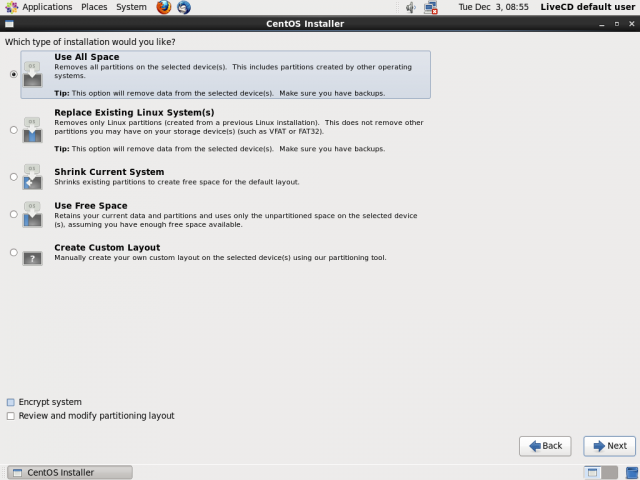 Applications Places System Tue Dec 3, 08:55 LiveCD default user
CentOS Installer
Which type of installation would you like?
Use All Space
Removes all partitions on the selected device(s). This includes partitions created by other operating
systems.
Tip: This option will remove data from the selected device(s). Make sure you have backups.
Replace Existing Linux System(s)
Removes only Linux partitions (created from a previous Linux installation). This does not remove other
partitions you may have on your storage device(s) (such as VFAT or FAT32).
Tip: This option will remove data from the selected device(s). Make sure you have backups.
Shrink Current System
Shrinks existing partitions to create free space for the default layout.
Use Free Space
Retains your current data and partitions and uses only the unpartitioned space on the selected device
(s), assuming you have enough free space available.
Create Custom Layout
Manually create your own custom layout on the selected device(s) using our partitioning tool.
Encrypt system
Review and modify partitioning layout
Back Next
CentOS Installer